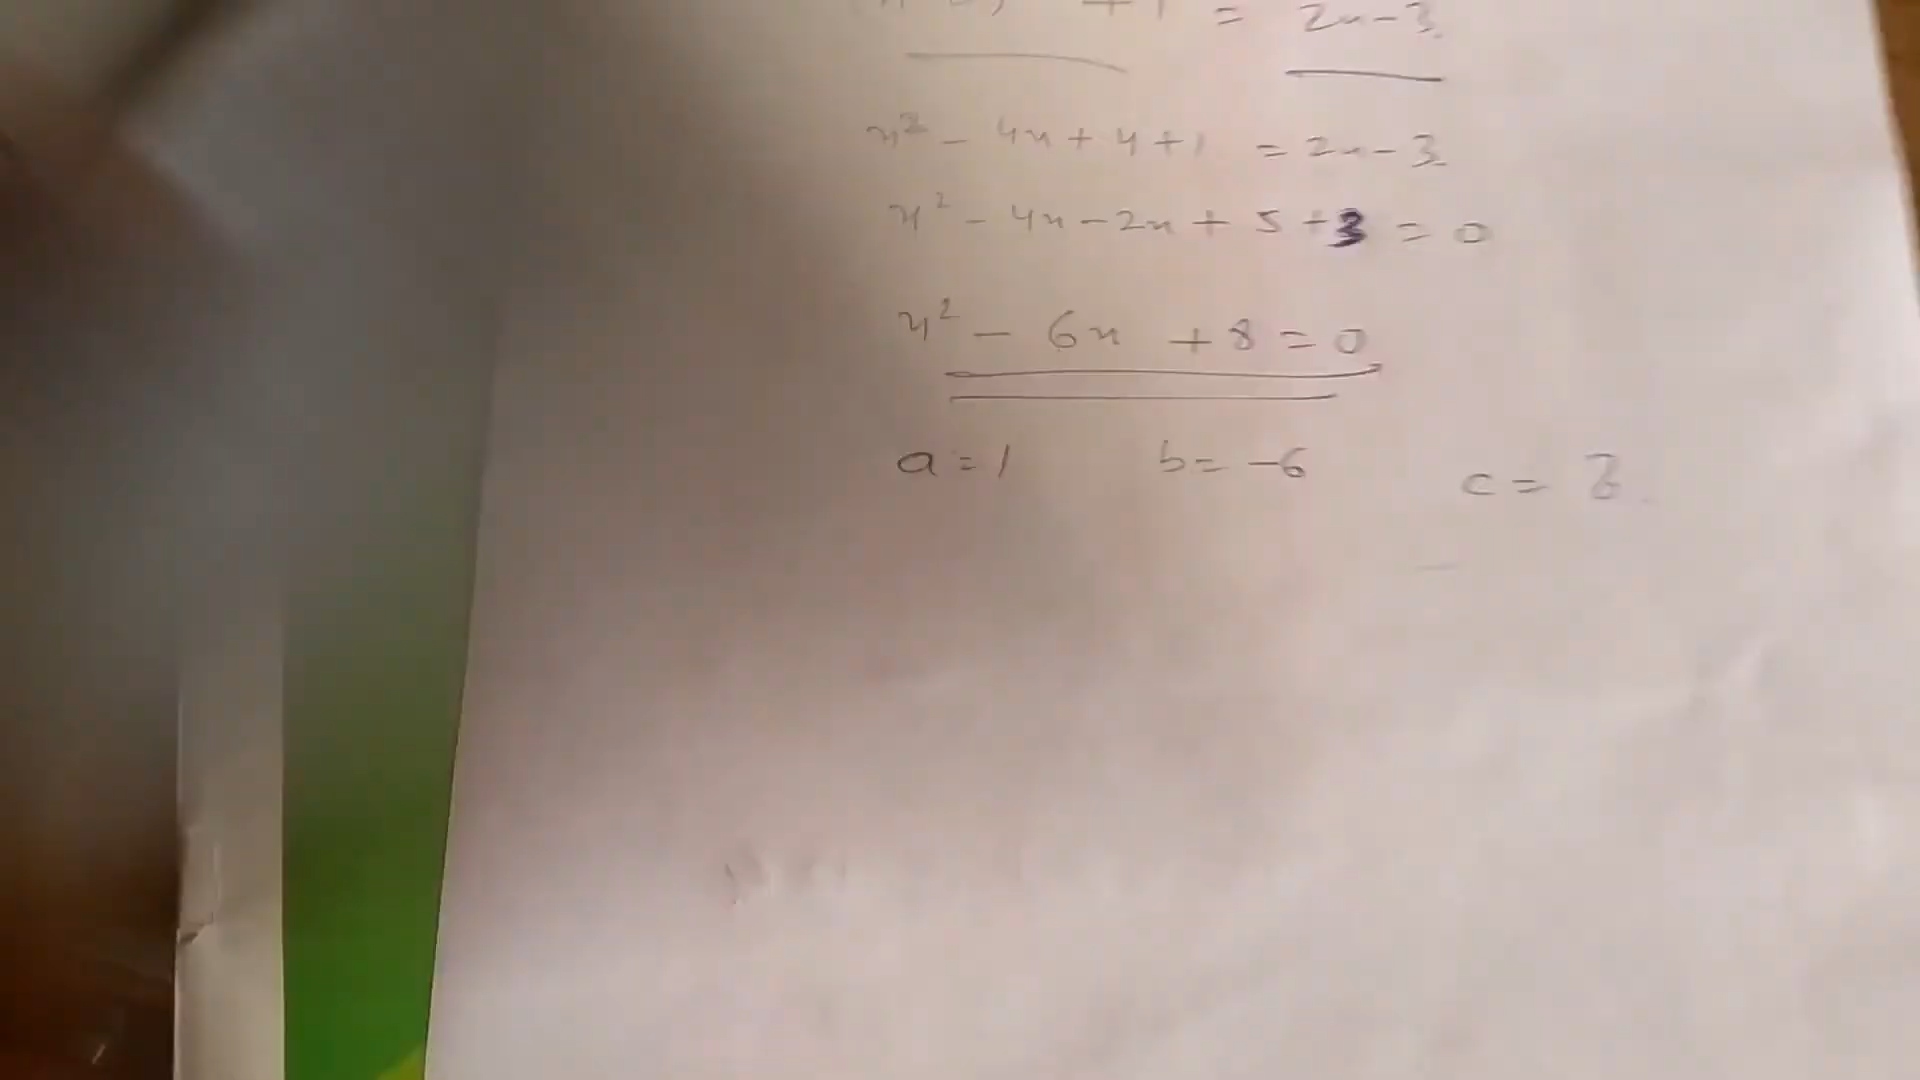 +1 = 2x-3
x² - 4x + 4 + 1 = 2x - 3
x² - 4x - 2x + 5 + 3 = 0
x² - 6x + 8 = 0
a = 1 b = -6 c = 8